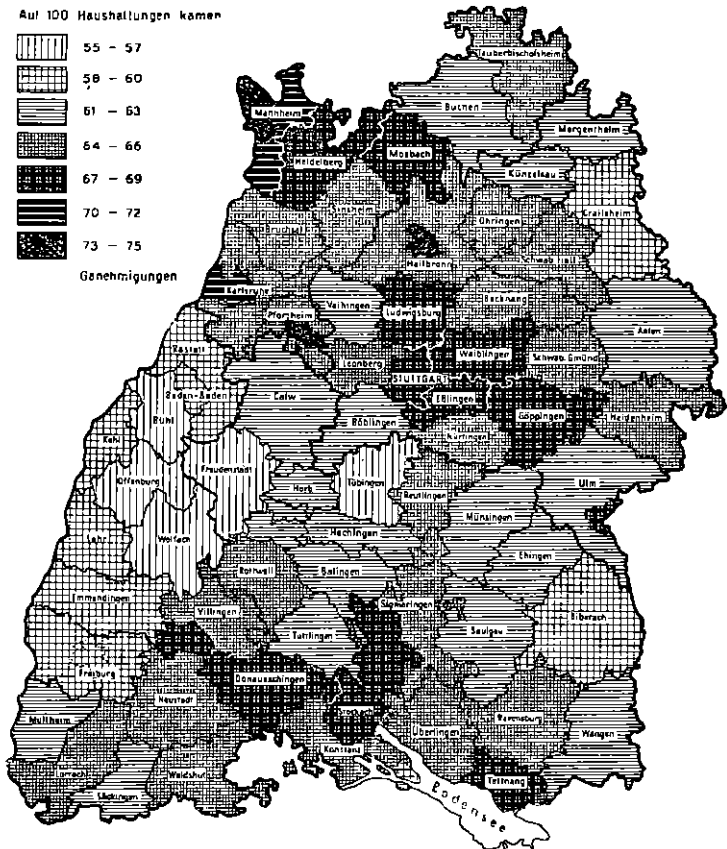 Auf 100 Haushaltungen kamen
55 - 57
58 - 60
61 - 63
64 - 66
67 - 69
70 - 72
73 - 75
Genehmigungen
Tauberbischofsheim
Mannheim
Buchen
Mergentheim
Heidelberg
Mosbach
Künzelsau
Crailsheim
Sinsheim
Öhringen
Bruchsal
Heilbronn
Schwäb. Hall
Karlsruhe
Vaihingen
Ludwigsburg
Backnang
Pforzheim
Aalen
Rastatt
Leonberg
Waiblingen
Schwäb. Gmünd
STUTTGART
Baden-Baden
Calw
Eßlingen
Göppingen
Heidenheim
Bühl
Böblingen
Nürtingen
Kehl
Freudenstadt
Tübingen
Offenburg
Horb
Reutlingen
Ulm
Münsingen
Lahr
Wolfach
Hechlingen
Ehingen
Rottweil
Balingen
Emmendingen
Villingen
Sigmaringen
Biberach
Tuttlingen
Saulgau
Freiburg
Donaueschingen
Neustadt
Müllheim
Stockach
Überlingen
Ravensburg
Wangen
Konstanz
Lörrach
Waldshut
Tettnang
Säckingen
Bodensee